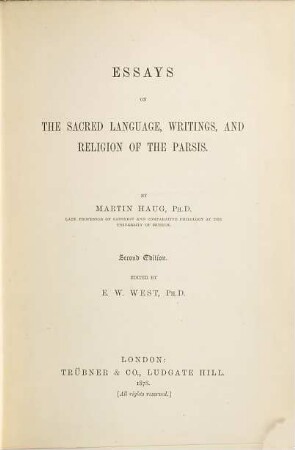 ESSAYS
ON
THE SACRED LANGUAGE, WRITINGS, AND
RELIGION OF THE PARSIS.
BY
MARTIN HAUG, PH.D.
LATE PROFESSOR OF SANSKRIT AND COMPARATIVE PHILOLOGY AT THE
UNIVERSITY OF MUNICH.
Second Edition.
EDITED BY
E. W. WEST, PH.D.
LONDON:
TRÜBNER & CO., LUDGATE HILL.
1878.
[All rights reserved.]